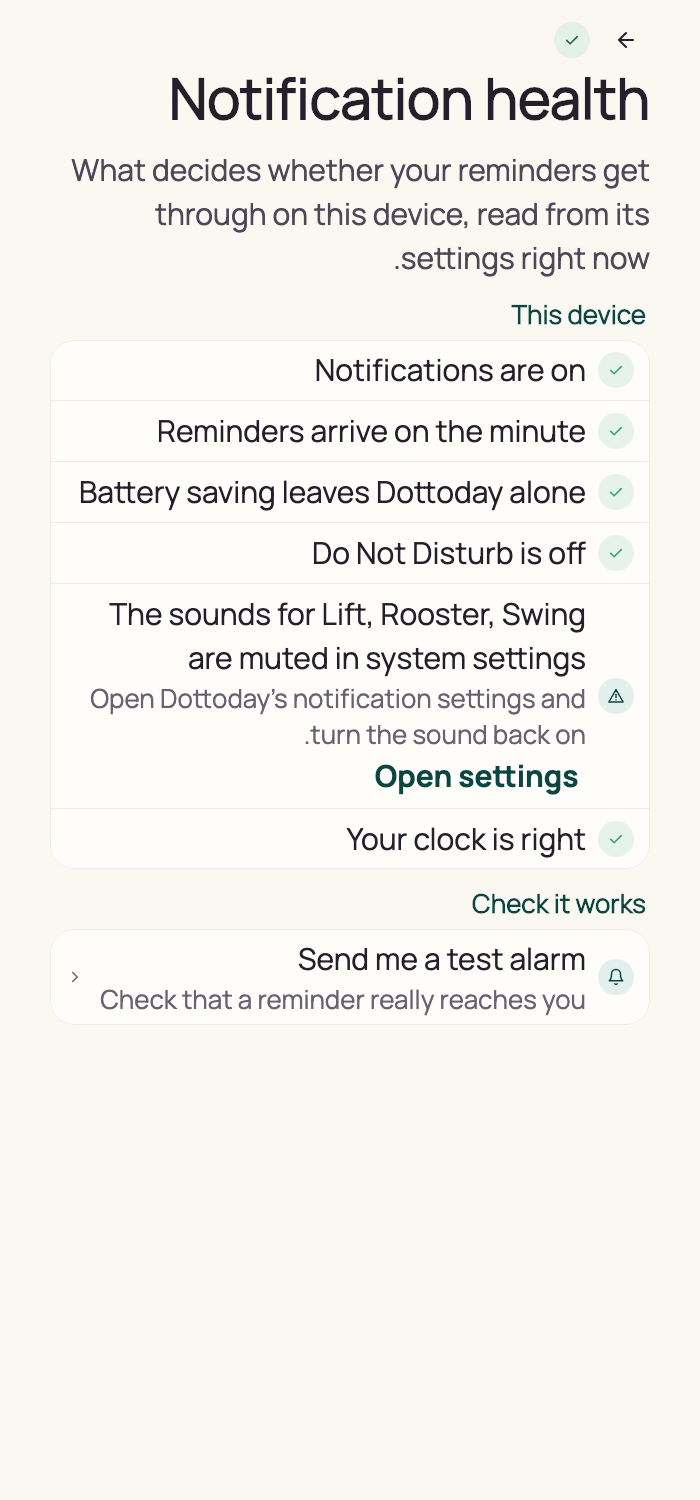 Notification health
What decides whether your reminders get
through on this device, read from its
.settings right now
This device
Notifications are on
Reminders arrive on the minute
Battery saving leaves Dottoday alone
Do Not Disturb is off
The sounds for Lift, Rooster, Swing
are muted in system settings
Open Dottoday's notification settings and
.turn the sound back on
Open settings
Your clock is right
Check it works
Send me a test alarm
Check that a reminder really reaches you